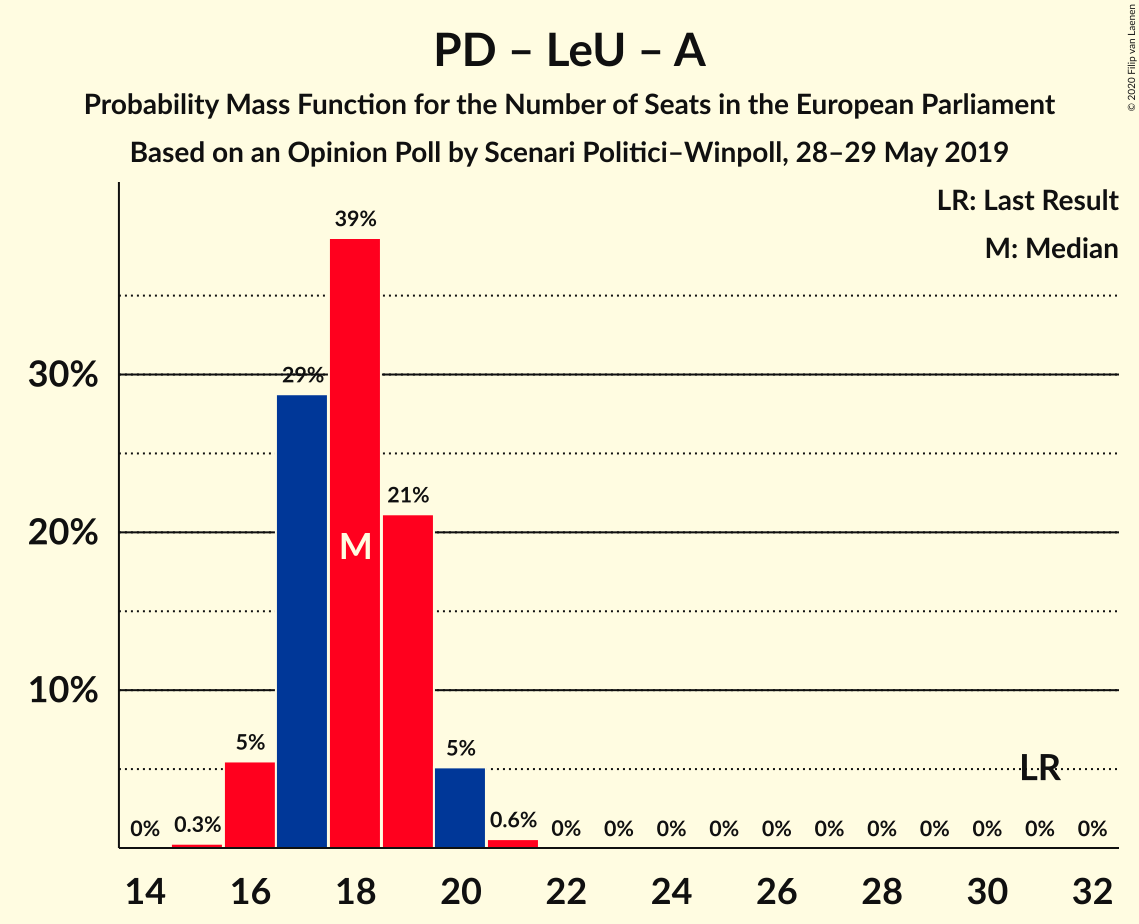 PD – LeU – A
Probability Mass Function for the Number of Seats in the European Parliament
Based on an Opinion Poll by Scenari Politici–Winpoll, 28–29 May 2019
© 2020 Filip van Laenen
LR: Last Result
M: Median
39%
30%
29%
21%
20%
M
10%
5%
5%
LR
0% 0.3% 0.6% 0% 0% 0% 0% 0% 0% 0% 0% 0% 0% 0%
14 16 18 20 22 24 26 28 30 32